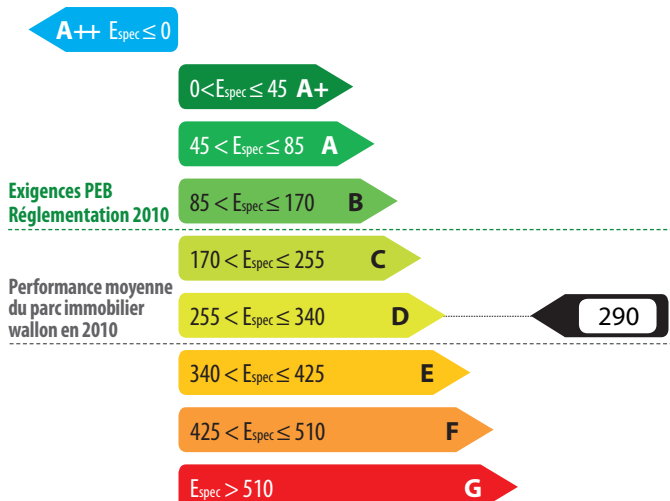 A++ Espec ≤ 0
0<Espec ≤ 45 A+
45 < Espec ≤ 85 A
Exigences PEB
Réglementation 2010
85 < Espec ≤ 170 B
170 < Espec ≤ 255 C
Performance moyenne
du parc immobilier
wallon en 2010
255 < Espec ≤ 340 D
290
340 < Espec ≤ 425 E
425 < Espec ≤ 510 F
Espec > 510 G